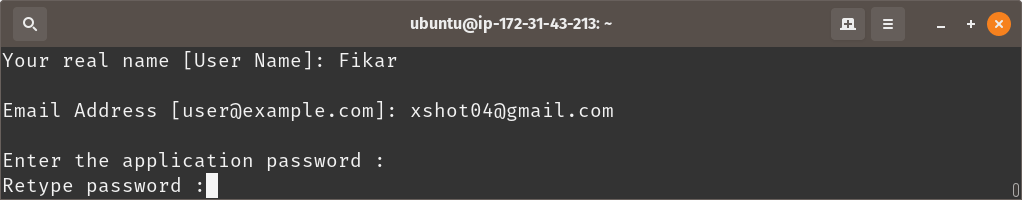 ubuntu@ip-172-31-43-213: ~
Your real name [User Name]: Fikar
Email Address [user@example.com]: xshot04@gmail.com
Enter the application password :
Retype password :